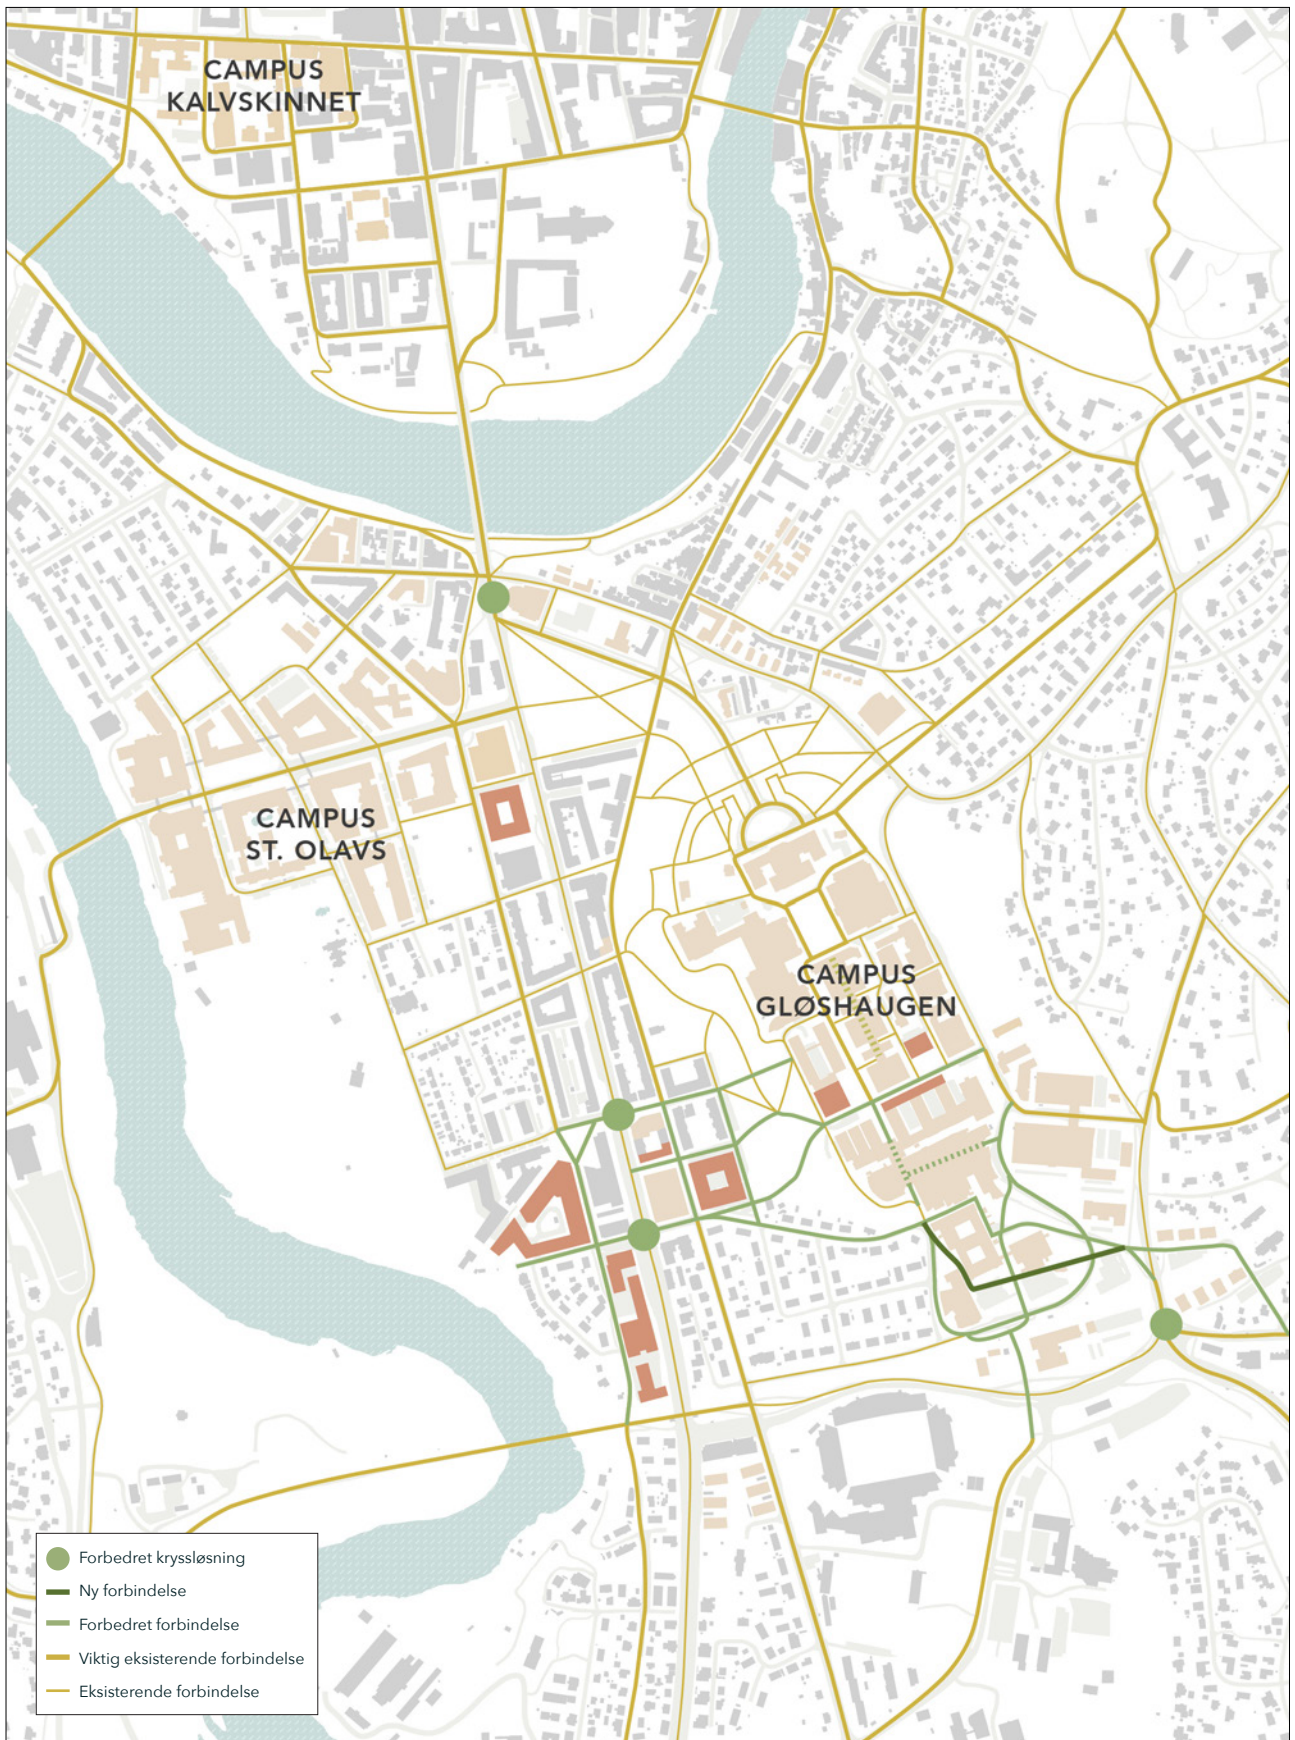 CAMPUS
KALVSKINNET
CAMPUS
ST. OLAVS
CAMPUS
GLØSHAUGEN
Forbedret kryssløsning
Ny forbindelse
Forbedret forbindelse
Viktig eksisterende forbindelse
Eksisterende forbindelse